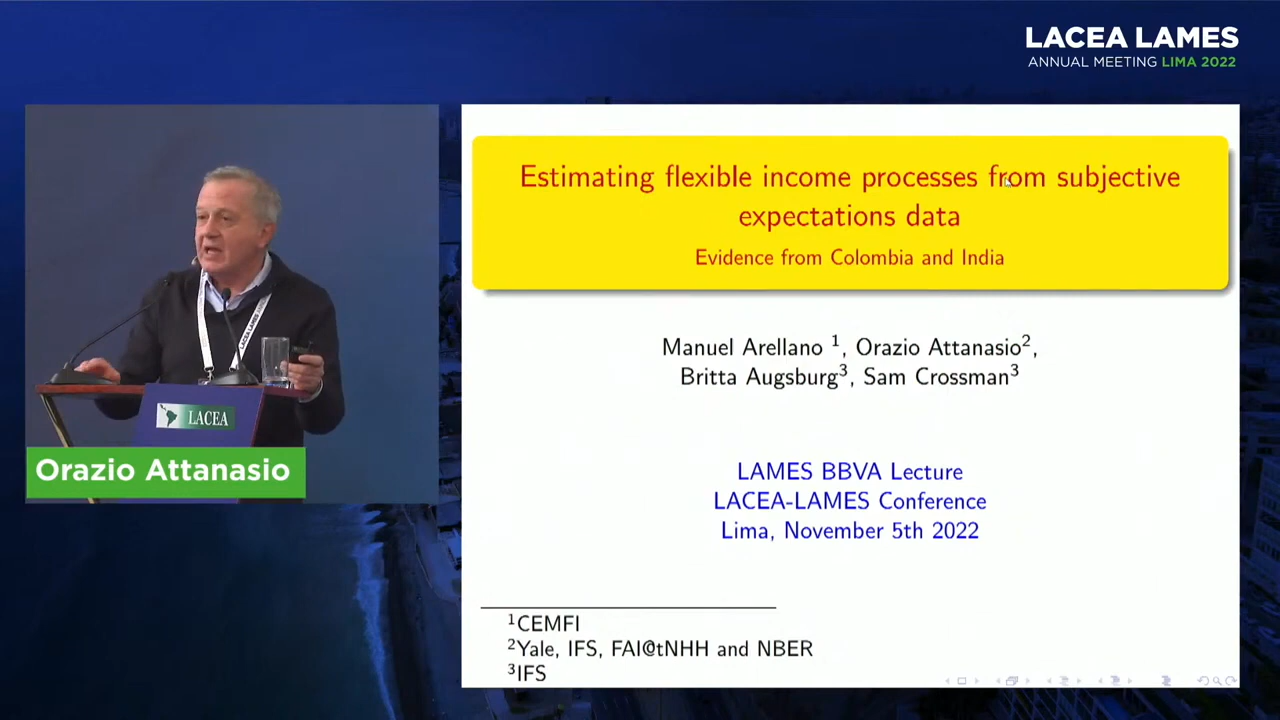 LACEA LAMES
ANNUAL MEETING LIMA 2022
Estimating flexible income processes from subjective
expectations data
Evidence from Colombia and India
Manuel Arellano 1, Orazio Attanasio2,
Britta Augsburg3, Sam Crossman3
LAMES BBVA Lecture
LACEA-LAMES Conference
Lima, November 5th 2022
1CEMFI
2Yale, IFS, FAI@tNHH and NBER
3IFS
LACEA LAMES
LACEA
Orazio Attanasio